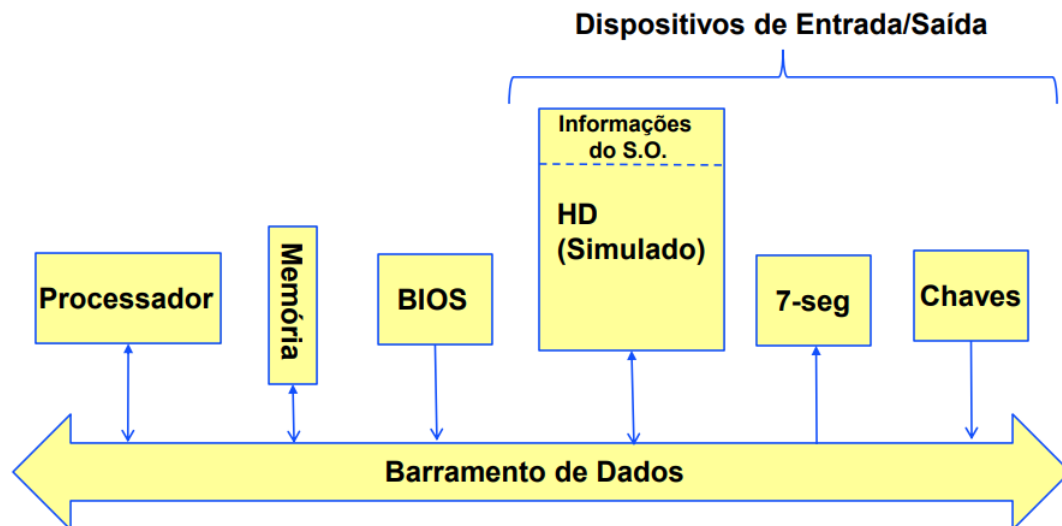 Dispositivos de Entrada/Saída
Informações
do S.O.
HD
(Simulado)
Processador
Memória
BIOS
7-seg
Chaves
Barramento de Dados